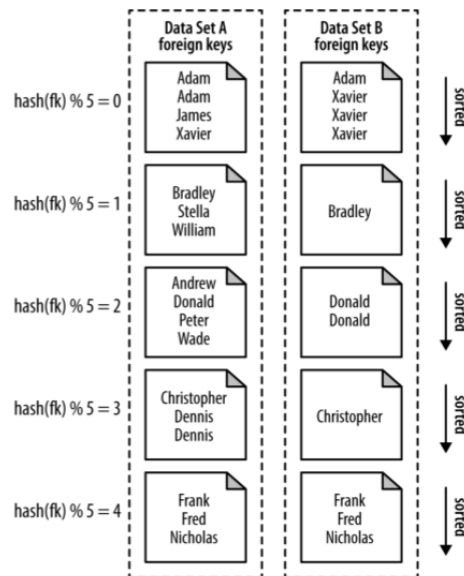 Data Set A
foreign keys
Data Set B
foreign keys
hash(fk) % 5 = 0
Adam
Adam
James
Xavier
Adam
Xavier
Xavier
Xavier
sorted
hash(fk) % 5 = 1
Bradley
Stella
William
Bradley
sorted
hash(fk) % 5 = 2
Andrew
Donald
Peter
Wade
Donald
Donald
sorted
hash(fk) % 5 = 3
Christopher
Dennis
Dennis
Christopher
sorted
hash(fk) % 5 = 4
Frank
Fred
Nicholas
Frank
Fred
Nicholas
sorted